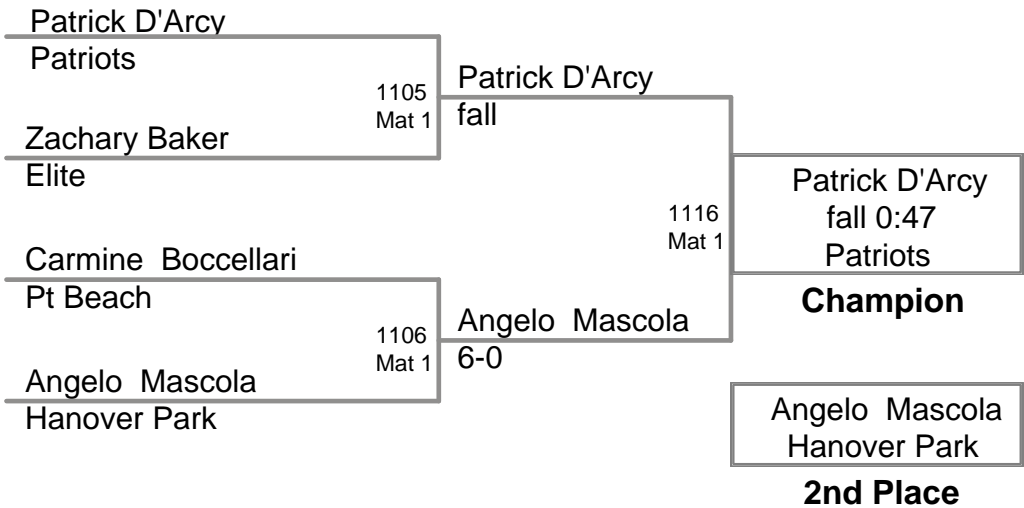 Patrick D'Arcy
Patriots
1105
Mat 1
Zachary Baker
Elite
Patrick D'Arcy
fall
Carmine Boccellari
Pt Beach
1106
Mat 1
Angelo Mascola
Hanover Park
Angelo Mascola
6-0
1116
Mat 1
Patrick D'Arcy
fall 0:47
Patriots
Champion
Angelo Mascola
Hanover Park
2nd Place